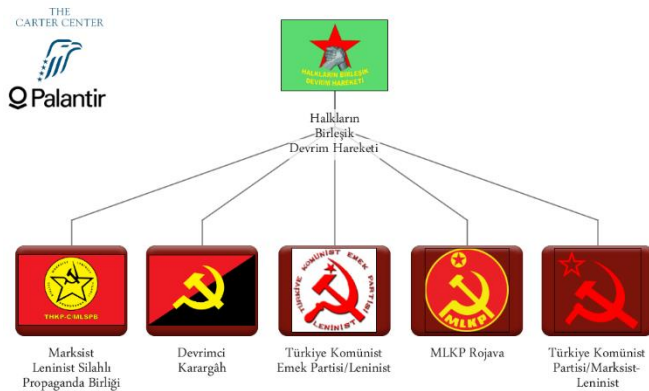 THE
CARTER CENTER
Palantir
HALKLARIN BİRLEŞİK
DEVRİM HAREKETİ
Halkların
Birleşik
Devrim Hareketi
THKP-C/MLSPB
TÜRKİYE KOMÜNİST EMEK PARTİSİ
LENİNİST
MLKP
Marksist
Leninist Silahlı
Propaganda Birliği
Devrimci
Karargâh
Türkiye Komünist
Emek Partisi/Leninist
MLKP Rojava
Türkiye Komünist
Partisi/Marksist-
Leninist